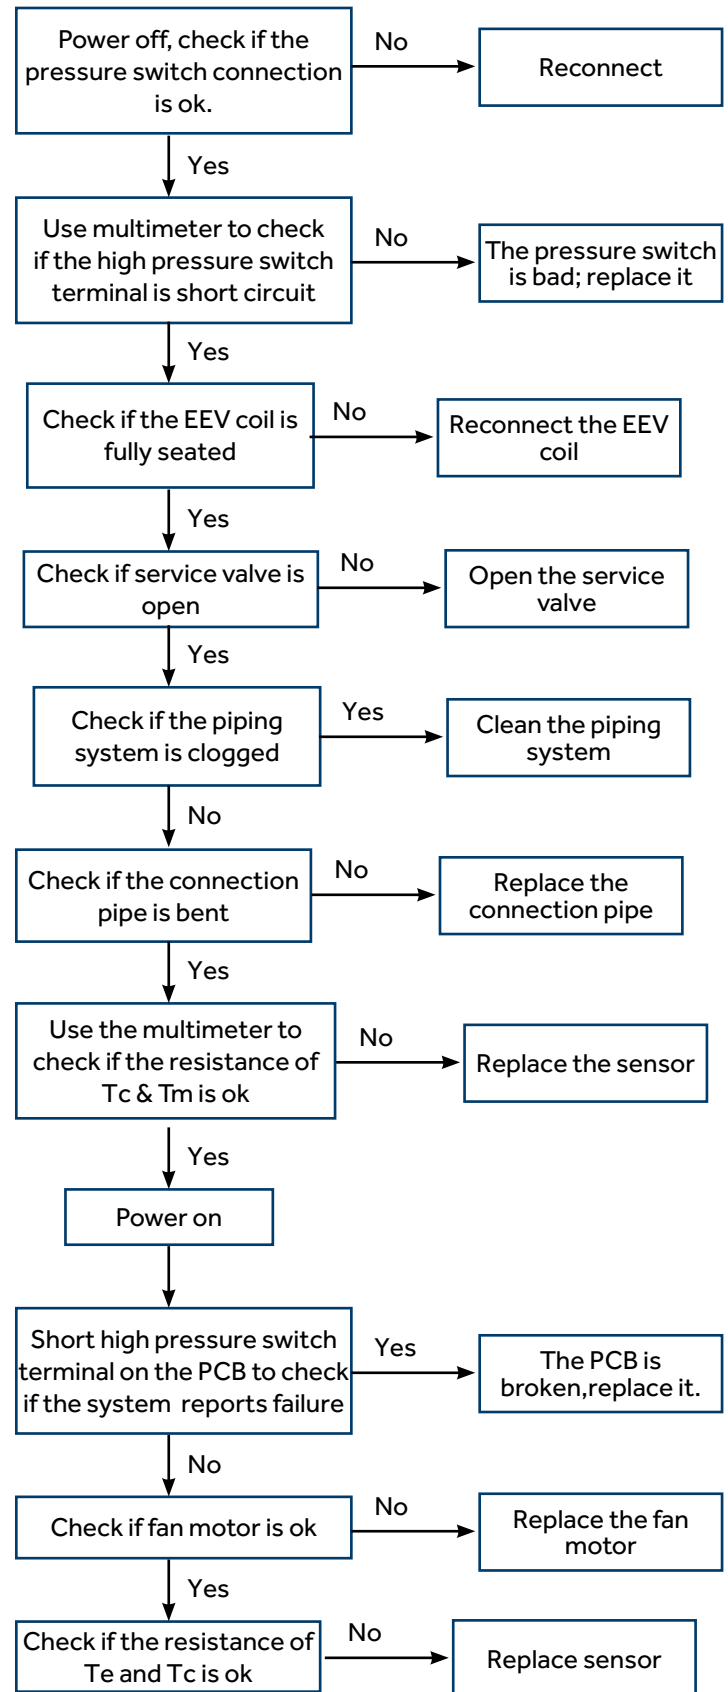 Power off, check if the
pressure switch connection
is ok.
No
Reconnect
Yes
Use multimeter to check
if the high pressure switch
terminal is short circuit
No
The pressure switch
is bad; replace it
Yes
Check if the EEV coil is
fully seated
No
Reconnect the EEV
coil
Yes
Check if service valve is
open
No
Open the service
valve
Yes
Check if the piping
system is clogged
Yes
Clean the piping
system
No
Check if the connection
pipe is bent
No
Replace the
connection pipe
Yes
Use the multimeter to
check if the resistance of
Tc & Tm is ok
No
Replace the sensor
Yes
Power on
Short high pressure switch
terminal on the PCB to check
if the system reports failure
Yes
The PCB is
broken,replace it.
No
Check if fan motor is ok
No
Replace the fan
motor
Yes
Check if the resistance of
Te and Tc is ok
No
Replace sensor